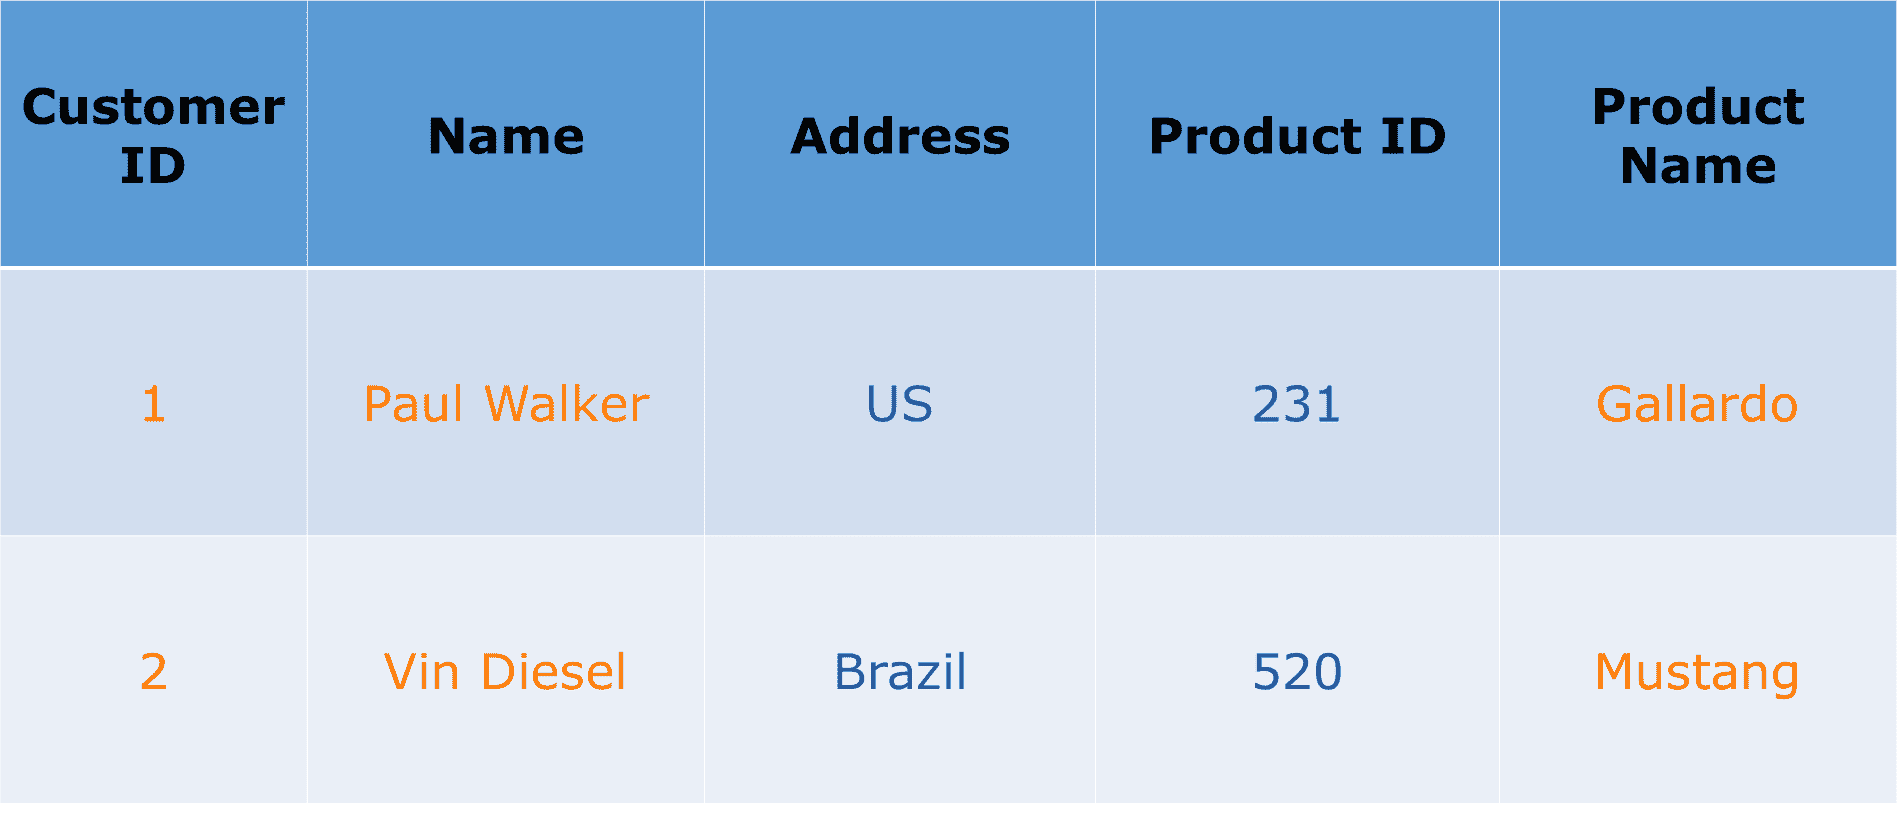 Customer ID Name Address Product ID Product Name
1 Paul Walker US 231 Gallardo
2 Vin Diesel Brazil 520 Mustang